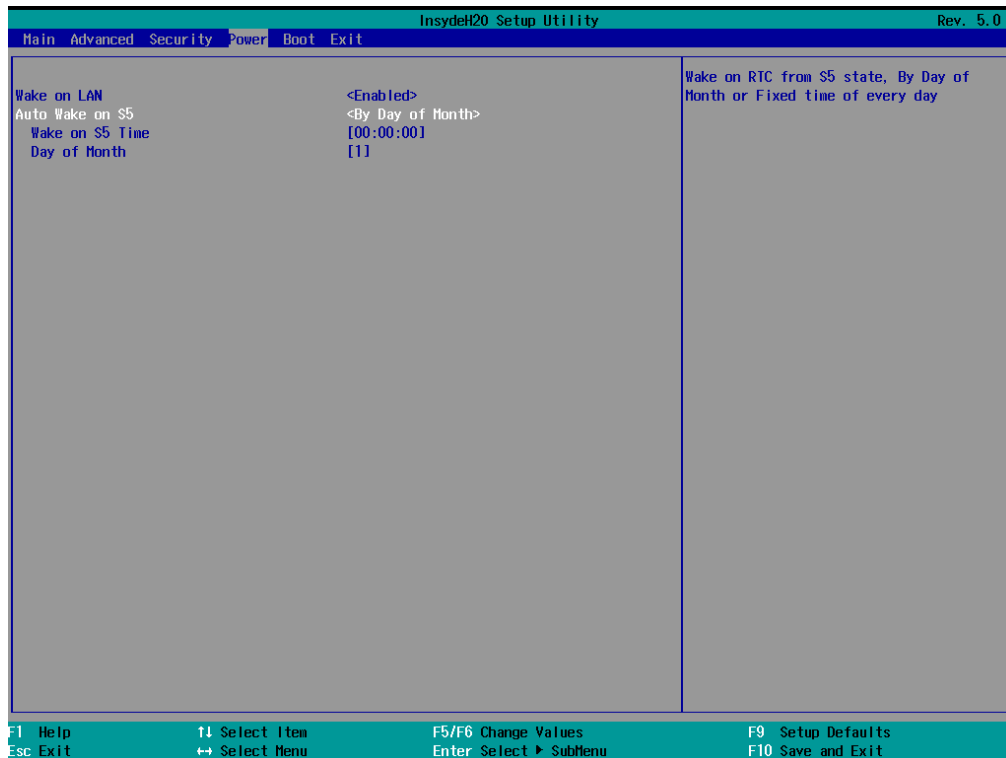 InsydeH20 Setup Utility Rev. 5.0
Main Advanced Security Power Boot Exit
Wake on LAN <Enabled>
Auto Wake on S5 <By Day of Month>
Wake on S5 Time [00:00:00]
Day of Month [1]
Wake on RTC from S5 state, By Day of
Month or Fixed time of every day
F1 Help ↑↓ Select Item F5/F6 Change Values F9 Setup Defaults
Esc Exit ↔ Select Menu Enter Select ▶ SubMenu F10 Save and Exit